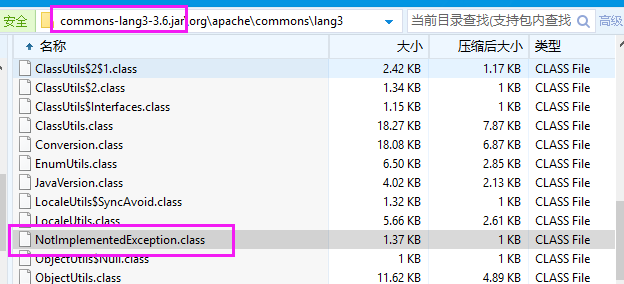 安全 commons-lang3-3.6.jar\org\apache\commons\lang3 当前目录查找(支持包内查找) 高级
名称 大小 压缩后大小 类型
ClassUtils$2$1.class 2.42 KB 1.17 KB CLASS File
ClassUtils$2.class 1.34 KB 1 KB CLASS File
ClassUtils$Interfaces.class 1.15 KB 1 KB CLASS File
ClassUtils.class 18.27 KB 7.87 KB CLASS File
Conversion.class 18.08 KB 6.87 KB CLASS File
EnumUtils.class 6.50 KB 2.85 KB CLASS File
JavaVersion.class 4.02 KB 2.13 KB CLASS File
LocaleUtils$SyncAvoid.class 1.32 KB 1 KB CLASS File
LocaleUtils.class 5.66 KB 2.61 KB CLASS File
NotImplementedException.class 1.37 KB 1 KB CLASS File
ObjectUtils$Null.class 1 KB 1 KB CLASS File
ObjectUtils.class 11.62 KB 4.89 KB CLASS File